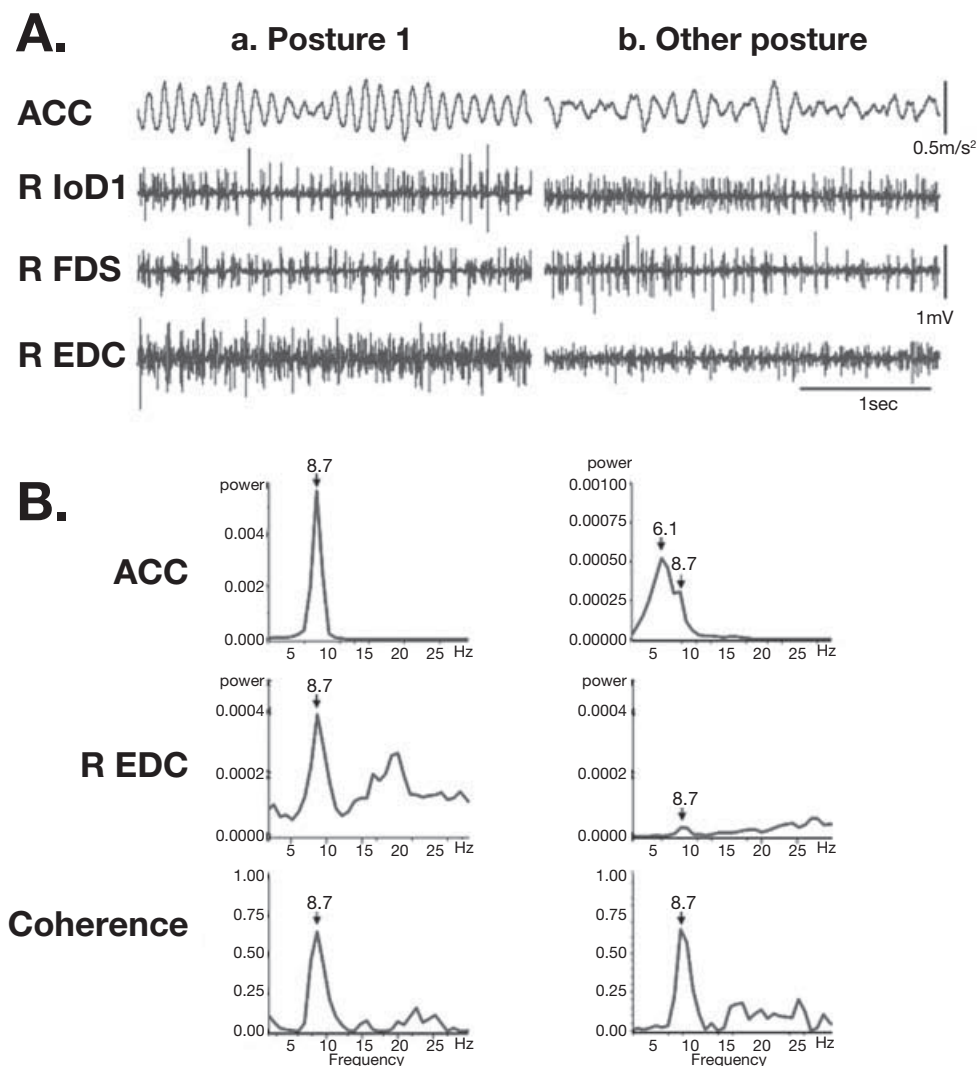 A.
a. Posture 1
b. Other posture
ACC
0.5m/s²
R IoD1
R FDS
1mV
R EDC
1sec
B.
ACC
power
8.7
0.004
0.002
0.000
5 10 15 20 25 Hz
power
0.00100
0.00075
0.00050
0.00025
0.00000
6.1
8.7
5 10 15 20 25 Hz
R EDC
power
8.7
0.0004
0.0002
0.0000
5 10 15 20 25 Hz
power
0.0004
0.0002
0.0000
8.7
5 10 15 20 25 Hz
Coherence
1.00
0.75
0.50
0.25
0.00
8.7
5 10 15 20 25 Hz
Frequency
1.00
0.75
0.50
0.25
0.00
8.7
5 10 15 20 25 Hz
Frequency